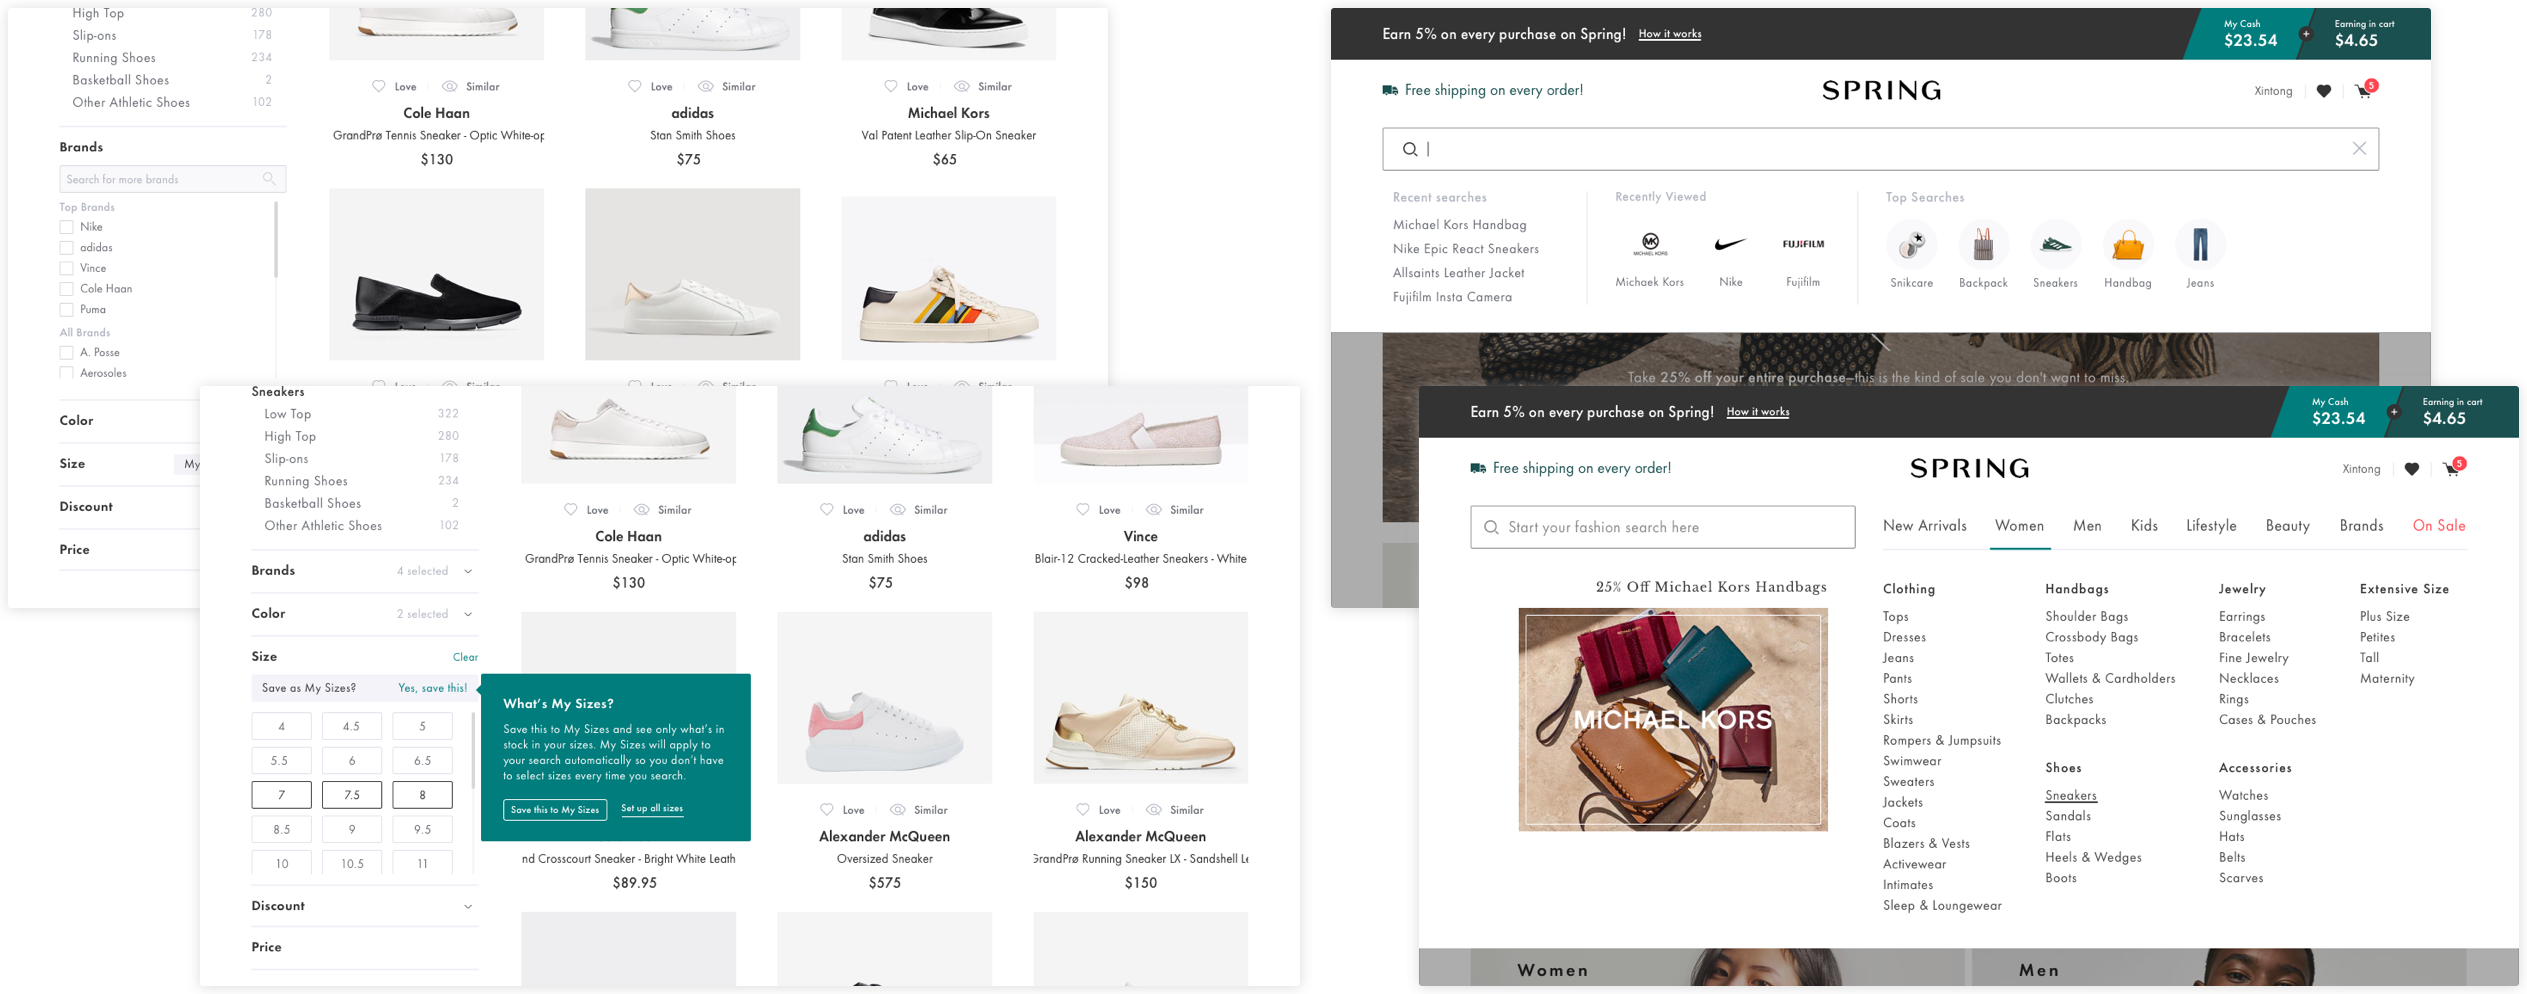 High Top 280
Slip-ons 178
Running Shoes 234
Basketball Shoes 2
Other Athletic Shoes 102
Brands
Search for more brands
Top Brands
Nike
adidas
Vince
Cole Haan
Puma
All Brands
A. Posse
Aerosoles
Color
Size My
Discount
Price
Love Similar Love Similar Love Similar
Cole Haan adidas Michael Kors
GrandPrø Tennis Sneaker - Optic White-op Stan Smith Shoes Val Patent Leather Slip-On Sneaker
$130 $75 $65
Love Similar Love Similar Love Similar
Sneakers
Low Top 322
High Top 280
Slip-ons 178
Running Shoes 234
Basketball Shoes 2
Other Athletic Shoes 102
Brands 4 selected
Color 2 selected
Size Clear
Save as My Sizes? Yes, save this!
4 4.5 5
5.5 6 6.5
7 7.5 8
8.5 9 9.5
10 10.5 11
Discount
Price
What's My Sizes?
Save this to My Sizes and see only what's in
stock in your sizes. My Sizes will apply to
your search automatically so you don't have
to select sizes every time you search.
Save this to My Sizes Set up all sizes
Love Similar Love Similar Love Similar
Cole Haan adidas Vince
GrandPrø Tennis Sneaker - Optic White-op Stan Smith Shoes Blair-12 Cracked-Leather Sneakers - White
$130 $75 $98
Love Similar Love Similar
Alexander McQueen Alexander McQueen
nd Crosscourt Sneaker - Bright White Leath Oversized Sneaker GrandPrø Running Sneaker LX - Sandshell Le
$89.95 $575 $150
Earn 5% on every purchase on Spring! How it works
My Cash Earning in cart
$23.54 + $4.65
Free shipping on every order!
SPRING
Xintong 5
Recent searches
Michael Kors Handbag
Nike Epic React Sneakers
Allsaints Leather Jacket
Fujifilm Insta Camera
Recently Viewed
MK
MICHAEL KORS
FUJIFILM
Michaek Kors Nike Fujifilm
Top Searches
Snikcare Backpack Sneakers Handbag Jeans
Take 25% off your entire purchase—this is the kind of sale you don't want to miss.
Earn 5% on every purchase on Spring! How it works
My Cash Earning in cart
$23.54 + $4.65
Free shipping on every order!
SPRING
Xintong 5
Start your fashion search here
New Arrivals Women Men Kids Lifestyle Beauty Brands On Sale
25% Off Michael Kors Handbags
MICHAEL KORS
Clothing
Tops
Dresses
Jeans
Pants
Shorts
Skirts
Rompers & Jumpsuits
Swimwear
Sweaters
Jackets
Coats
Blazers & Vests
Activewear
Intimates
Sleep & Loungewear
Handbags
Shoulder Bags
Crossbody Bags
Totes
Wallets & Cardholders
Clutches
Backpacks
Shoes
Sneakers
Sandals
Flats
Heels & Wedges
Boots
Jewelry
Earrings
Bracelets
Fine Jewelry
Necklaces
Rings
Cases & Pouches
Accessories
Watches
Sunglasses
Hats
Belts
Scarves
Extensive Size
Plus Size
Petites
Tall
Maternity
Women Men